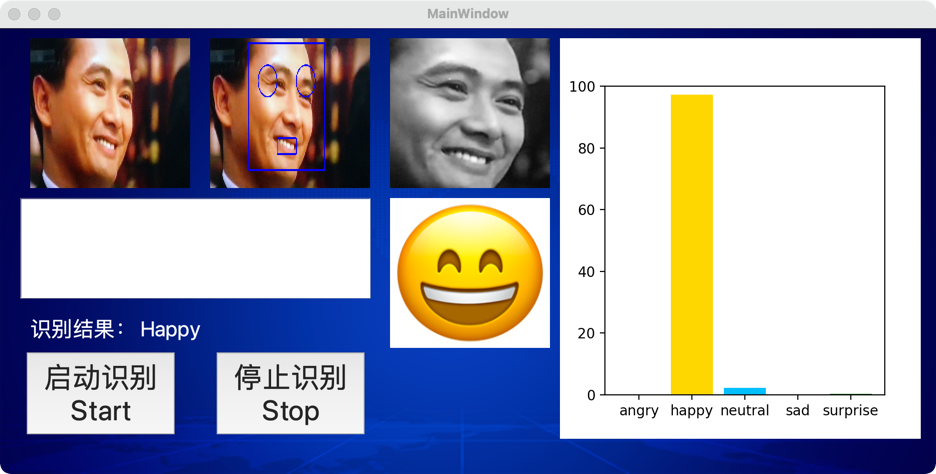 MainWindow
识别结果： Happy
启动识别
Start
停止识别
Stop
100
80
60
40
20
0
angry happy neutral sad surprise